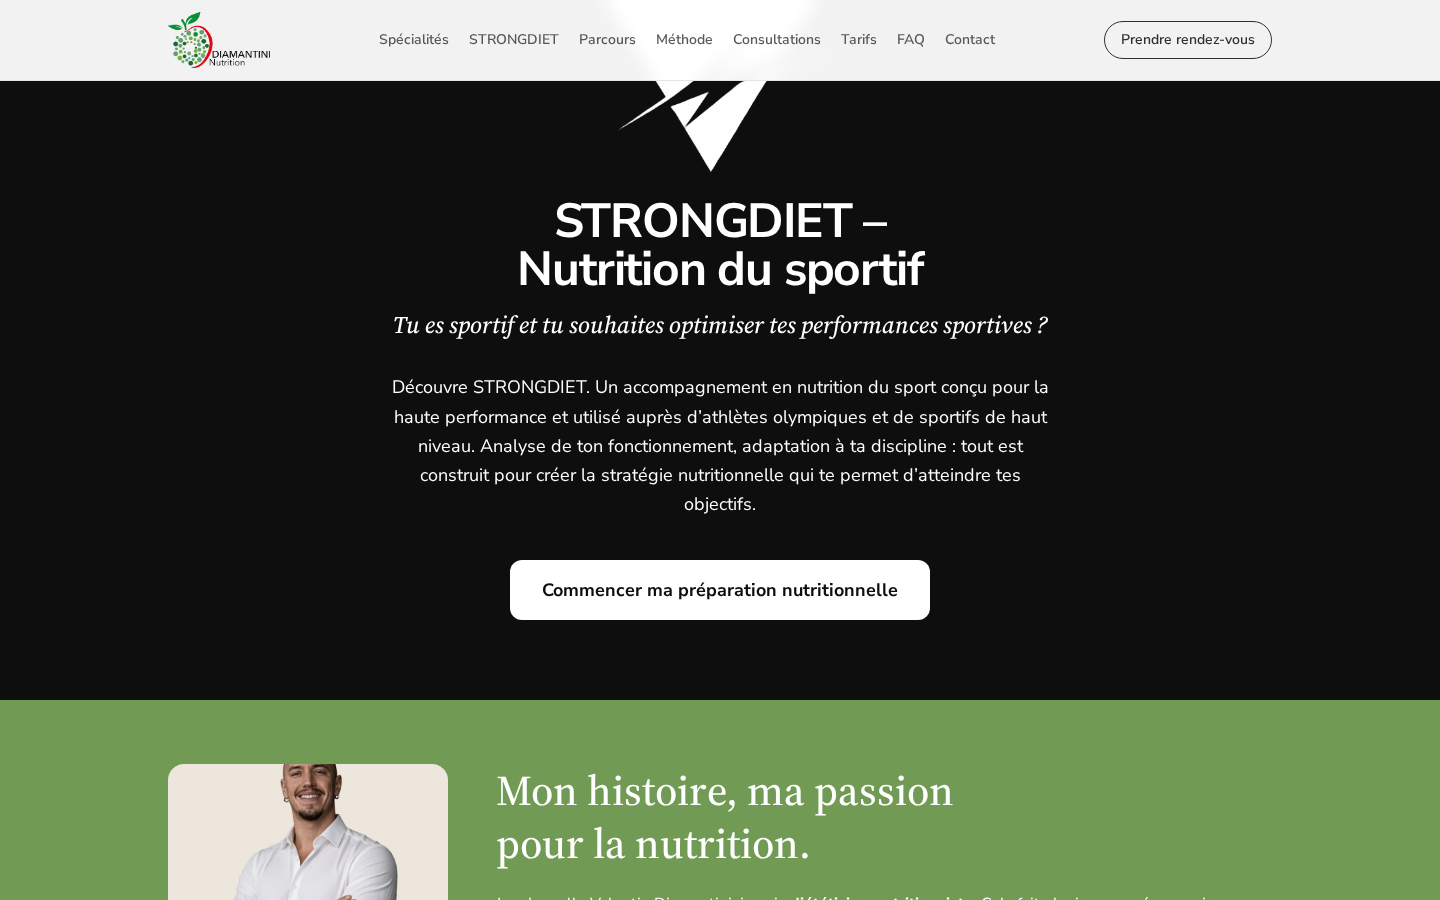 DIAMANTINI
Nutrition
Spécialités STRONGDIET Parcours Méthode Consultations Tarifs FAQ Contact
Prendre rendez-vous
STRONGDIET –
Nutrition du sportif
Tu es sportif et tu souhaites optimiser tes performances sportives ?
Découvre STRONGDIET. Un accompagnement en nutrition du sport conçu pour la
haute performance et utilisé auprès d’athlètes olympiques et de sportifs de haut
niveau. Analyse de ton fonctionnement, adaptation à ta discipline : tout est
construit pour créer la stratégie nutritionnelle qui te permet d’atteindre tes
objectifs.
Commencer ma préparation nutritionnelle
Mon histoire, ma passion
pour la nutrition.